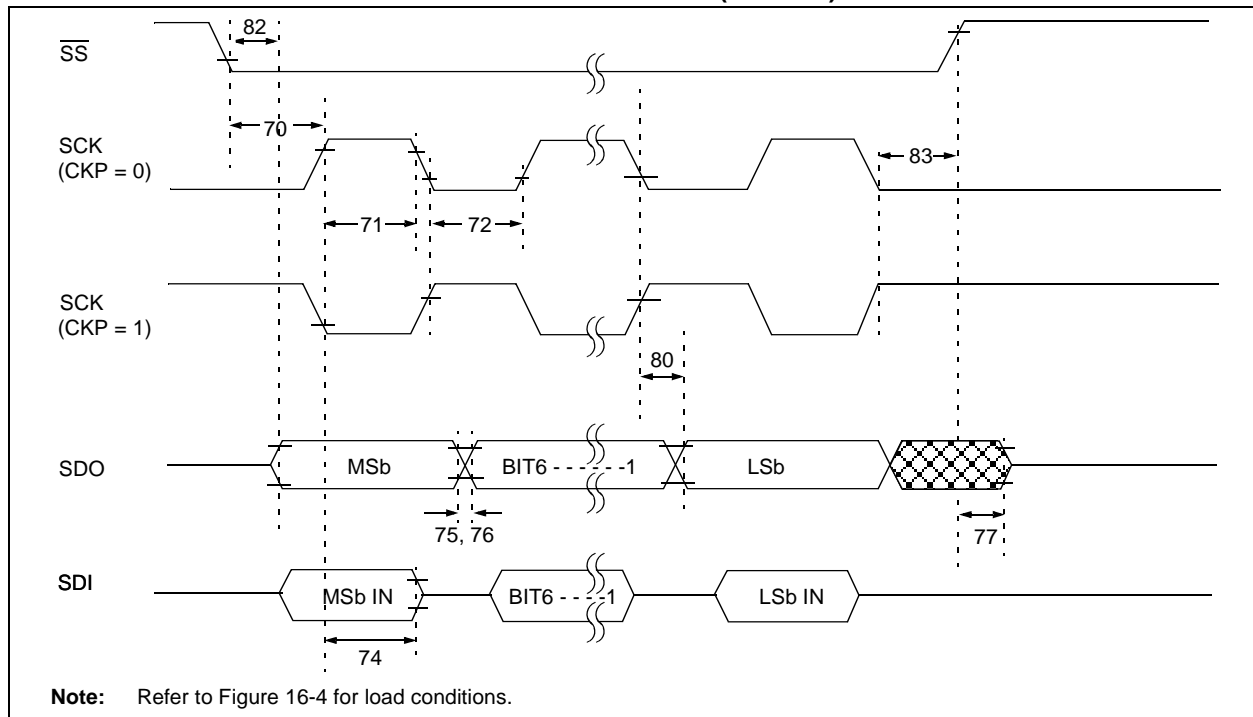 82
SS
70
SCK
(CKP = 0)
83
71
72
SCK
(CKP = 1)
80
SDO
MSb
BIT6 - - - - - -1
LSb
75, 76
77
SDI
MSb IN
BIT6 - - - -1
LSb IN
74
Note: Refer to Figure 16-4 for load conditions.